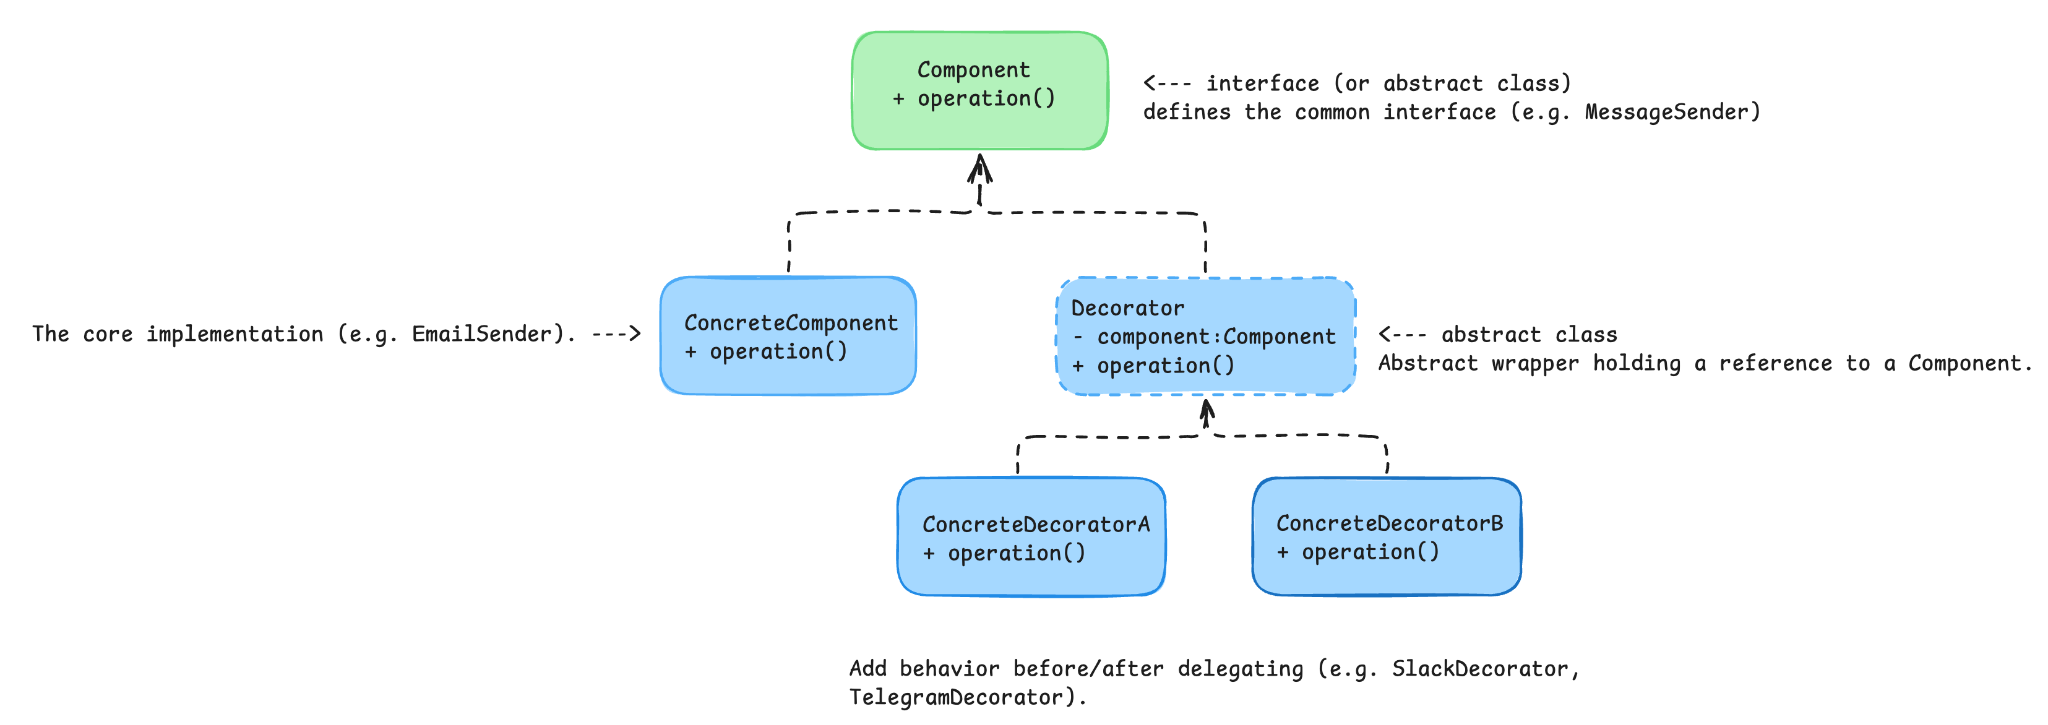 Component
+ operation()
<--- interface (or abstract class)
defines the common interface (e.g. MessageSender)
The core implementation (e.g. EmailSender). --->
ConcreteComponent
+ operation()
Decorator
- component:Component
+ operation()
<--- abstract class
Abstract wrapper holding a reference to a Component.
ConcreteDecoratorA
+ operation()
ConcreteDecoratorB
+ operation()
Add behavior before/after delegating (e.g. SlackDecorator,
TelegramDecorator).